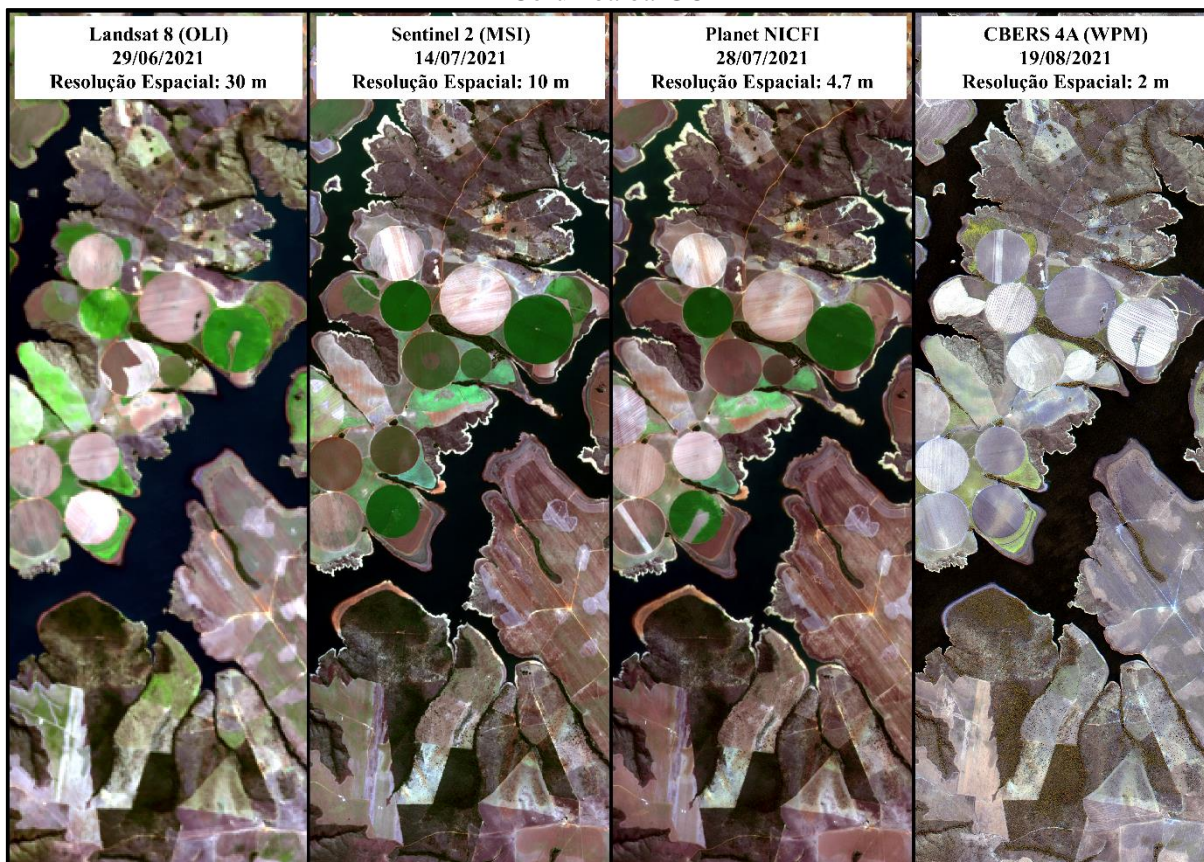 Landsat 8 (OLI)
29/06/2021
Resolução Espacial: 30 m
Sentinel 2 (MSI)
14/07/2021
Resolução Espacial: 10 m
Planet NICFI
28/07/2021
Resolução Espacial: 4.7 m
CBERS 4A (WPM)
19/08/2021
Resolução Espacial: 2 m